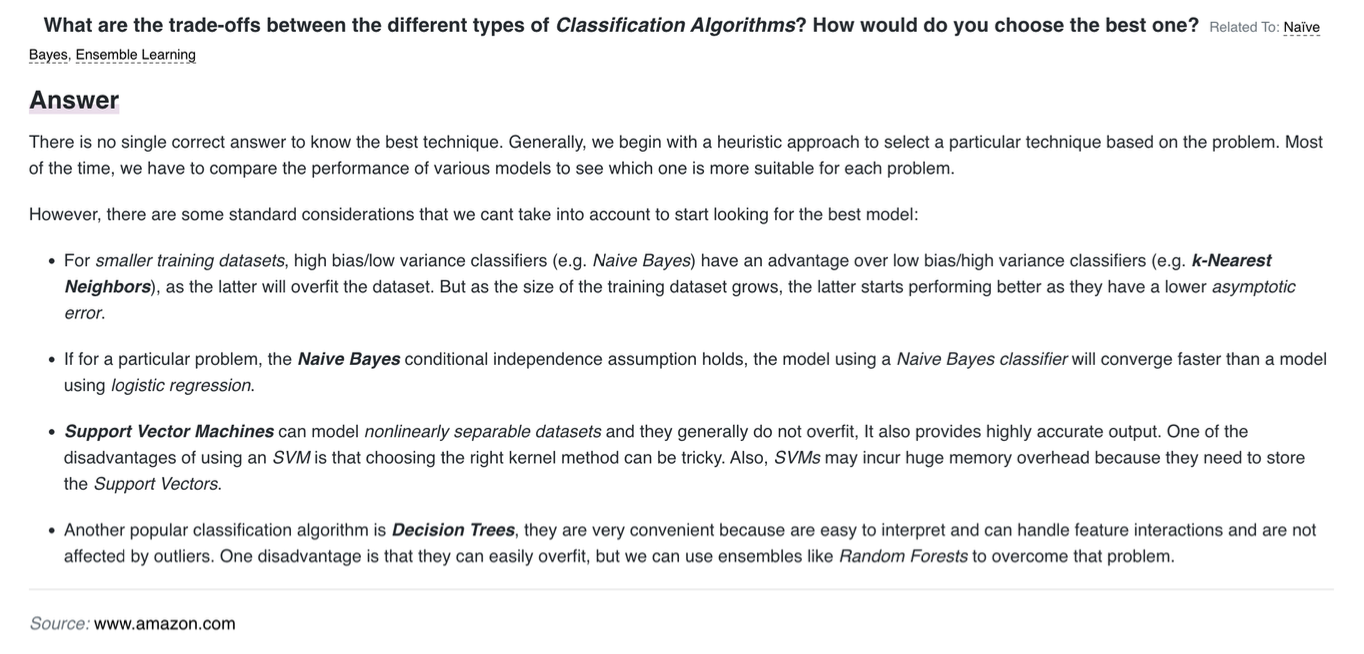 What are the trade-offs between the different types of Classification Algorithms? How would do you choose the best one? Related To: Naïve
Bayes, Ensemble Learning
Answer
There is no single correct answer to know the best technique. Generally, we begin with a heuristic approach to select a particular technique based on the problem. Most
of the time, we have to compare the performance of various models to see which one is more suitable for each problem.
However, there are some standard considerations that we cant take into account to start looking for the best model:
• For smaller training datasets, high bias/low variance classifiers (e.g. Naive Bayes) have an advantage over low bias/high variance classifiers (e.g. k-Nearest
Neighbors), as the latter will overfit the dataset. But as the size of the training dataset grows, the latter starts performing better as they have a lower asymptotic
error.
• If for a particular problem, the Naive Bayes conditional independence assumption holds, the model using a Naive Bayes classifier will converge faster than a model
using logistic regression.
• Support Vector Machines can model nonlinearly separable datasets and they generally do not overfit, It also provides highly accurate output. One of the
disadvantages of using an SVM is that choosing the right kernel method can be tricky. Also, SVMs may incur huge memory overhead because they need to store
the Support Vectors.
• Another popular classification algorithm is Decision Trees, they are very convenient because are easy to interpret and can handle feature interactions and are not
affected by outliers. One disadvantage is that they can easily overfit, but we can use ensembles like Random Forests to overcome that problem.
Source: www.amazon.com